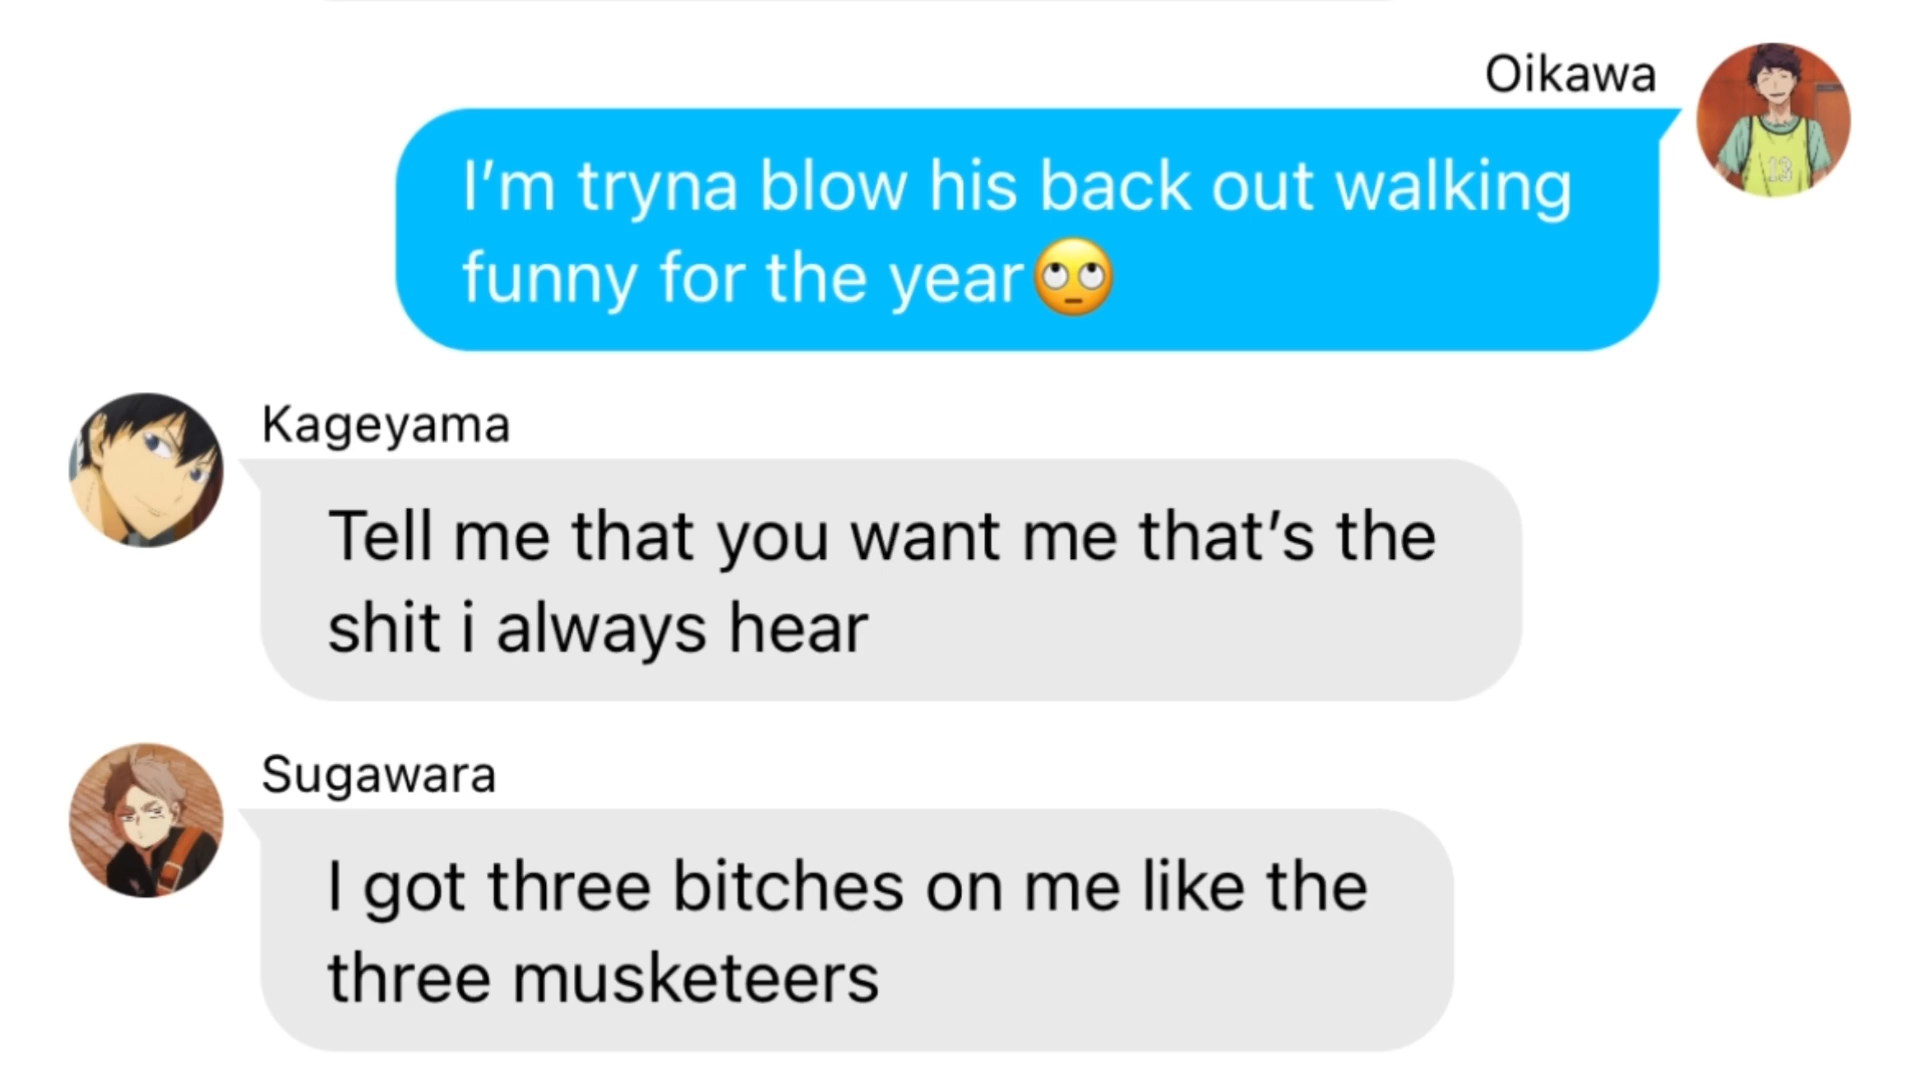 Oikawa
I’m tryna blow his back out walking
funny for the year🙄
Kageyama
Tell me that you want me that’s the
shit i always hear
Sugawara
I got three bitches on me like the
three musketeers